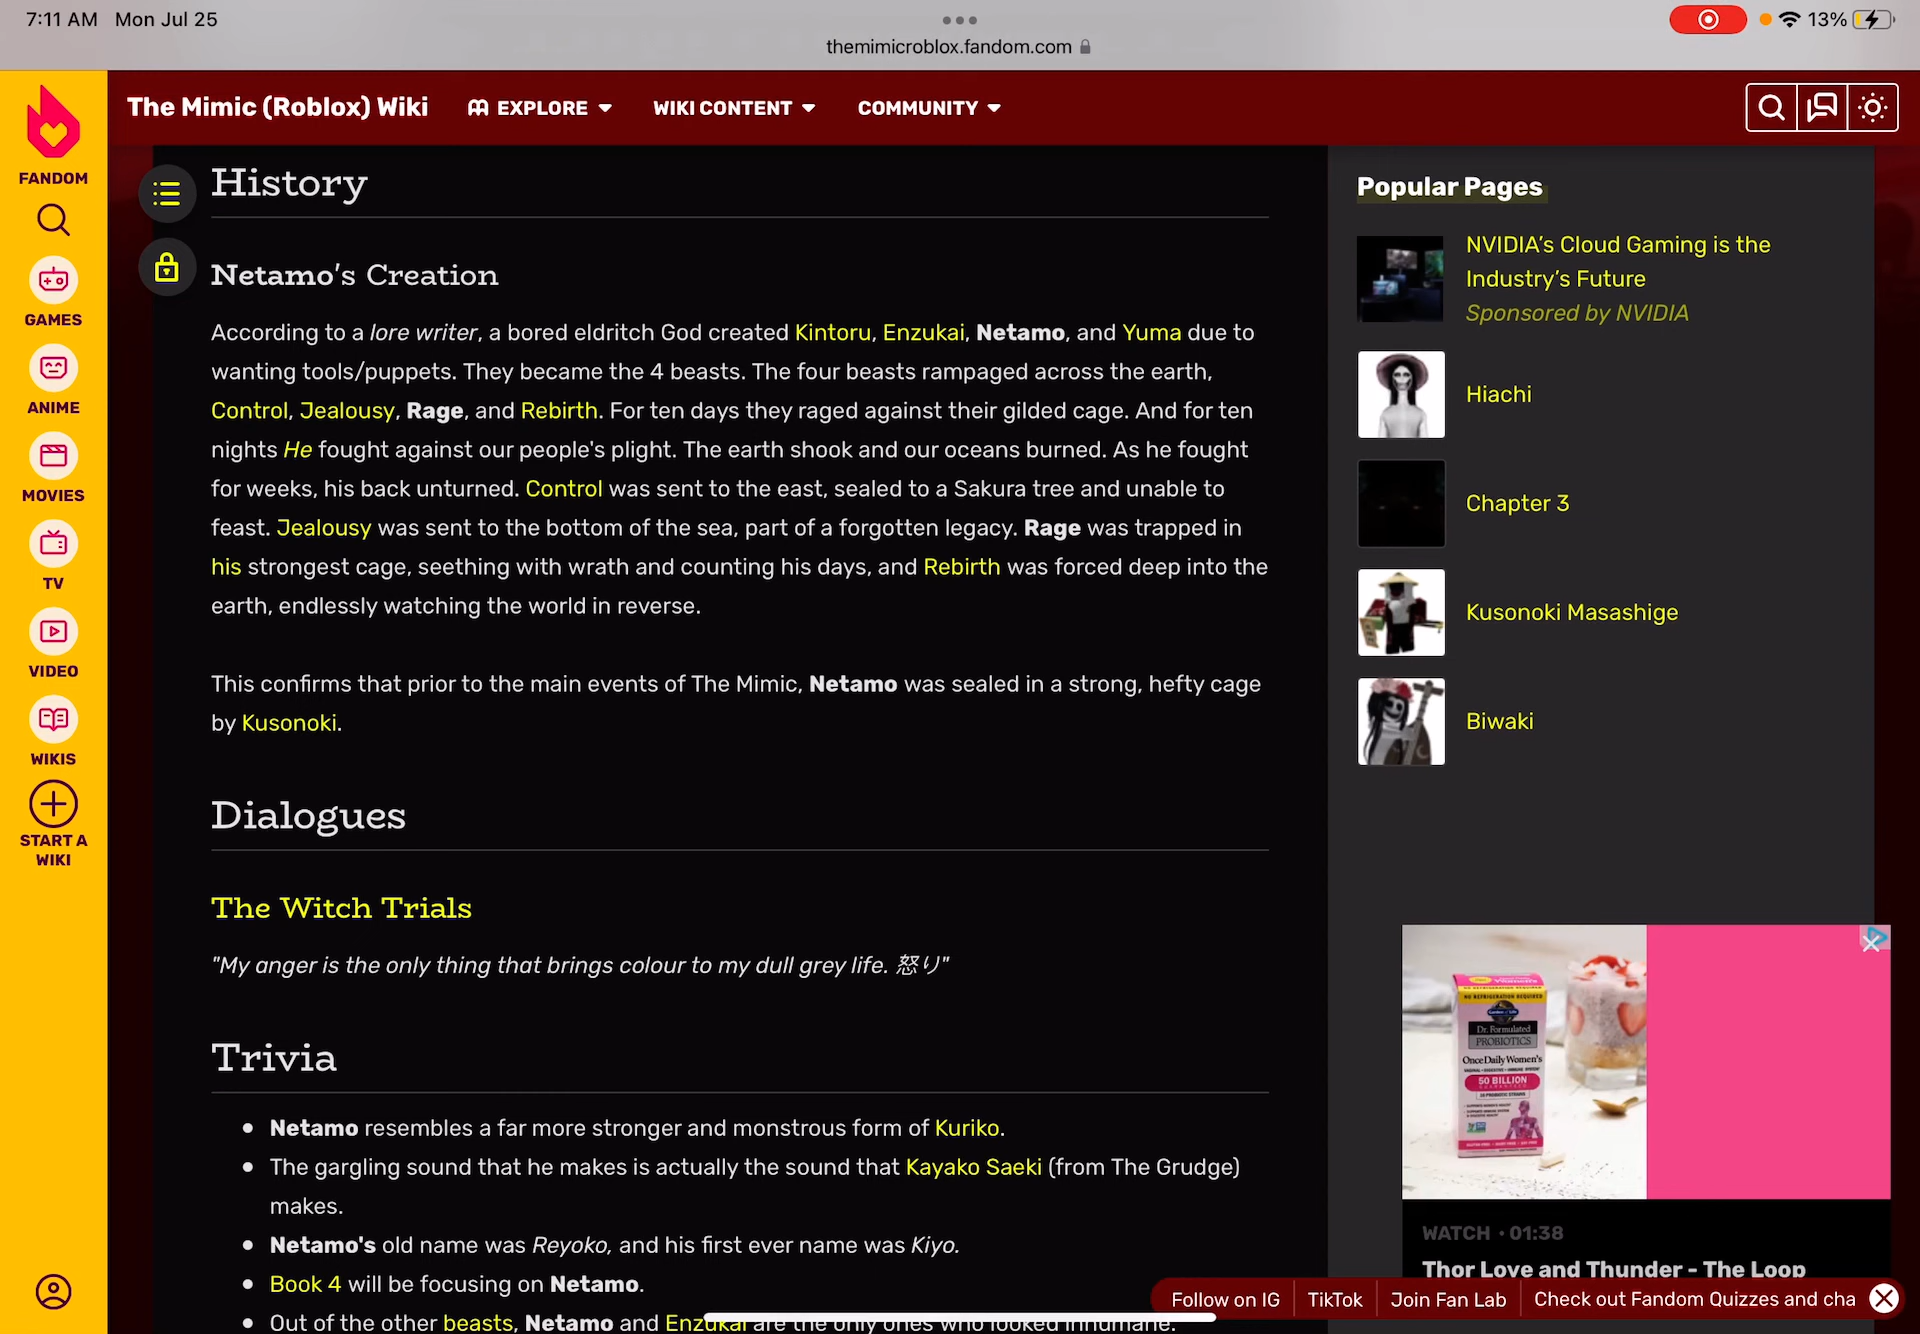 7:11 AM Mon Jul 25
13%
themimicroblox.fandom.com
The Mimic (Roblox) Wiki
EXPLORE
WIKI CONTENT
COMMUNITY
FANDOM
GAMES
ANIME
MOVIES
TV
VIDEO
WIKIS
START A
WIKI
History
Netamo's Creation
According to a lore writer, a bored eldritch God created Kintoru, Enzukai, Netamo, and Yuma due to
wanting tools/puppets. They became the 4 beasts. The four beasts rampaged across the earth,
Control, Jealousy, Rage, and Rebirth. For ten days they raged against their gilded cage. And for ten
nights He fought against our people's plight. The earth shook and our oceans burned. As he fought
for weeks, his back unturned. Control was sent to the east, sealed to a Sakura tree and unable to
feast. Jealousy was sent to the bottom of the sea, part of a forgotten legacy. Rage was trapped in
his strongest cage, seething with wrath and counting his days, and Rebirth was forced deep into the
earth, endlessly watching the world in reverse.
This confirms that prior to the main events of The Mimic, Netamo was sealed in a strong, hefty cage
by Kusonoki.
Dialogues
The Witch Trials
"My anger is the only thing that brings colour to my dull grey life. 怒り"
Trivia
Netamo resembles a far more stronger and monstrous form of Kuriko.
The gargling sound that he makes is actually the sound that Kayako Saeki (from The Grudge)
makes.
Netamo's old name was Reyoko, and his first ever name was Kiyo.
Book 4 will be focusing on Netamo.
Out of the other beasts, Netamo and Enzukai are the only ones who looked inhumane.
Popular Pages
NVIDIA's Cloud Gaming is the
Industry's Future
Sponsored by NVIDIA
Hiachi
Chapter 3
Kusonoki Masashige
Biwaki
NO REFRIGERATION REQUIRED
Garden of Life
Dr. Formulated
PROBIOTICS
Once Daily Women's
50 BILLION
WATCH · 01:38
Thor Love and Thunder - The Loop
Follow on IG
TikTok
Join Fan Lab
Check out Fandom Quizzes and cha